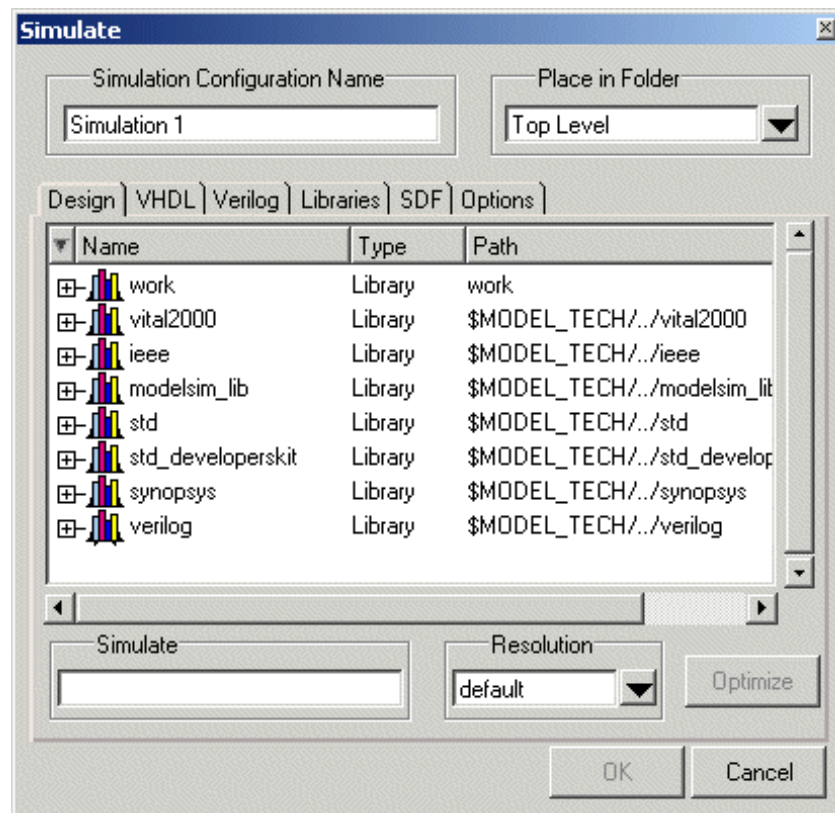 Simulate
Simulation Configuration Name Place in Folder
Simulation 1 Top Level
Design VHDL Verilog Libraries SDF Options
Name Type Path
work Library work
vital2000 Library $MODEL_TECH/../vital2000
ieee Library $MODEL_TECH/../ieee
modelsim_lib Library $MODEL_TECH/../modelsim_lib
std Library $MODEL_TECH/../std
std_developerskit Library $MODEL_TECH/../std_develop
synopsys Library $MODEL_TECH/../synopsys
verilog Library $MODEL_TECH/../verilog
Simulate Resolution
default Optimize
OK Cancel